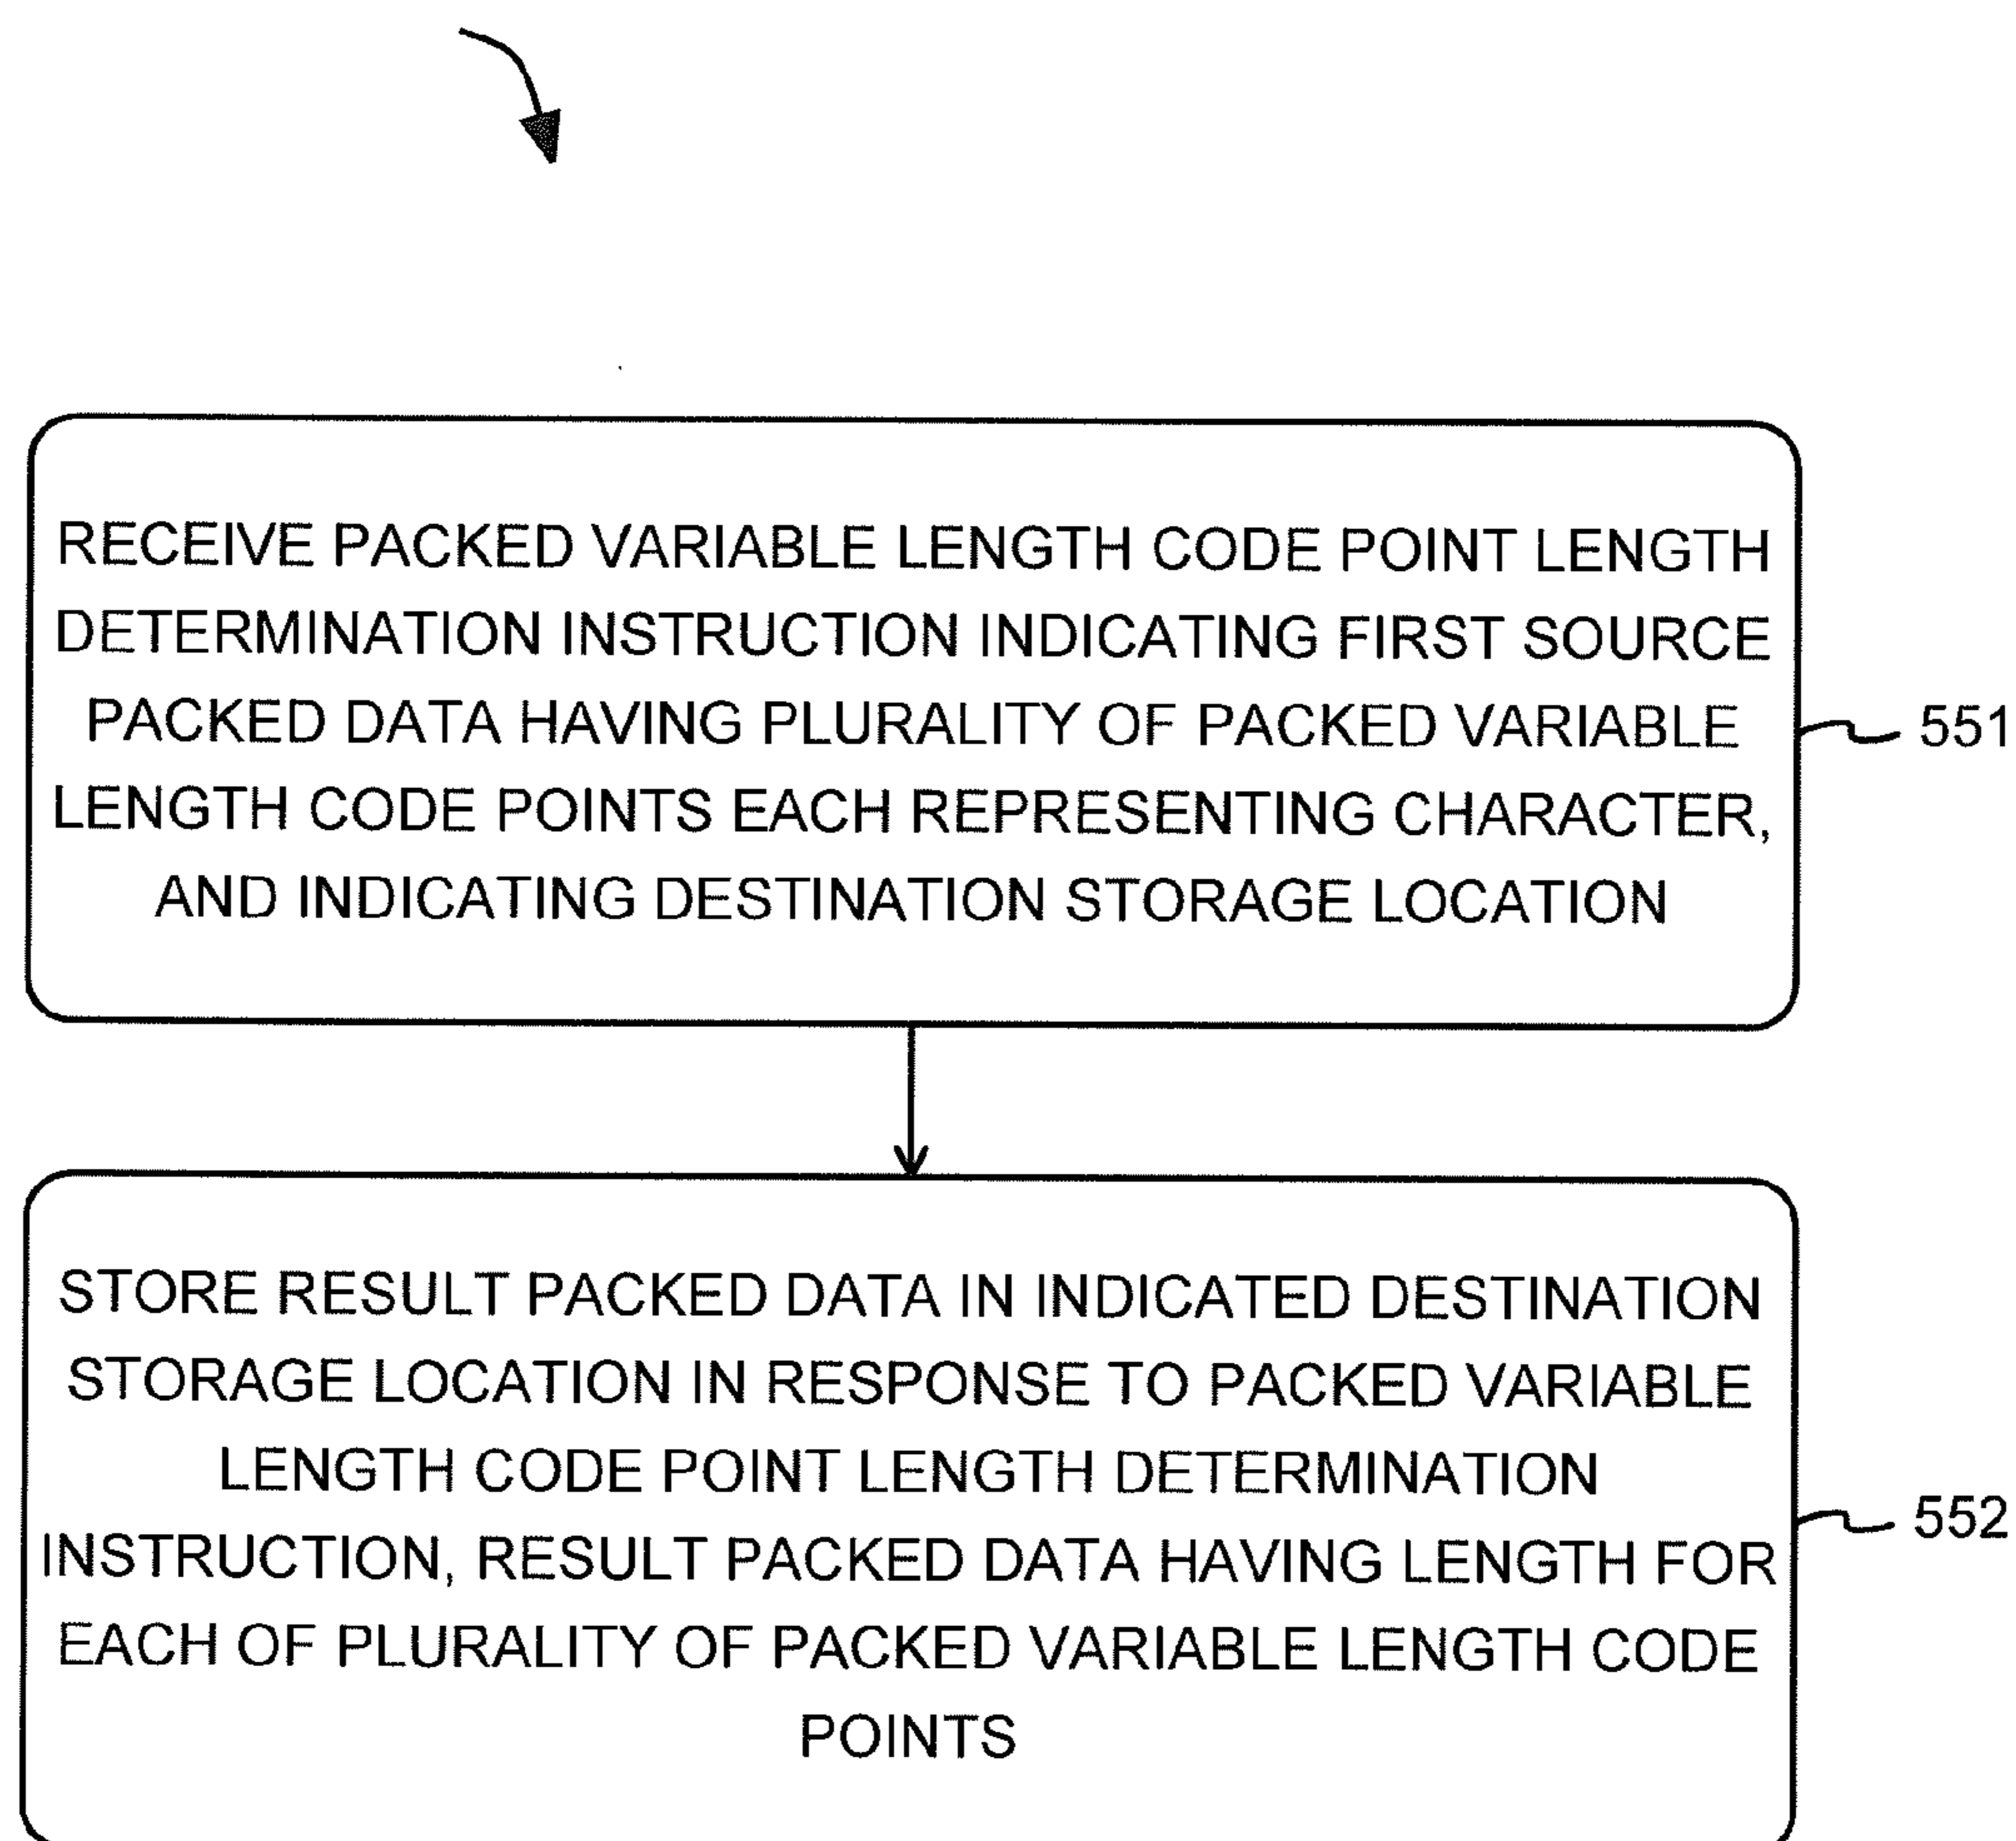 RECEIVE PACKED VARIABLE LENGTH CODE POINT LENGTH
DETERMINATION INSTRUCTION INDICATING FIRST SOURCE
PACKED DATA HAVING PLURALITY OF PACKED VARIABLE
LENGTH CODE POINTS EACH REPRESENTING CHARACTER,
AND INDICATING DESTINATION STORAGE LOCATION
551
STORE RESULT PACKED DATA IN INDICATED DESTINATION
STORAGE LOCATION IN RESPONSE TO PACKED VARIABLE
LENGTH CODE POINT LENGTH DETERMINATION
INSTRUCTION, RESULT PACKED DATA HAVING LENGTH FOR
EACH OF PLURALITY OF PACKED VARIABLE LENGTH CODE
POINTS
552